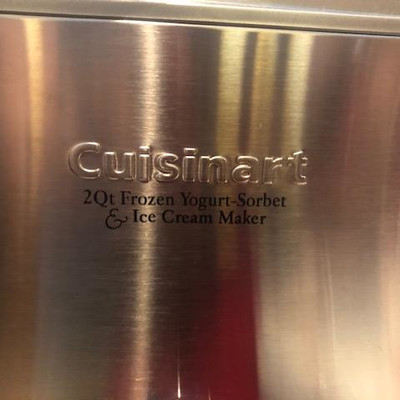 Cuisinart
2Qt Frozen Yogurt-Sorbet
& Ice Cream Maker